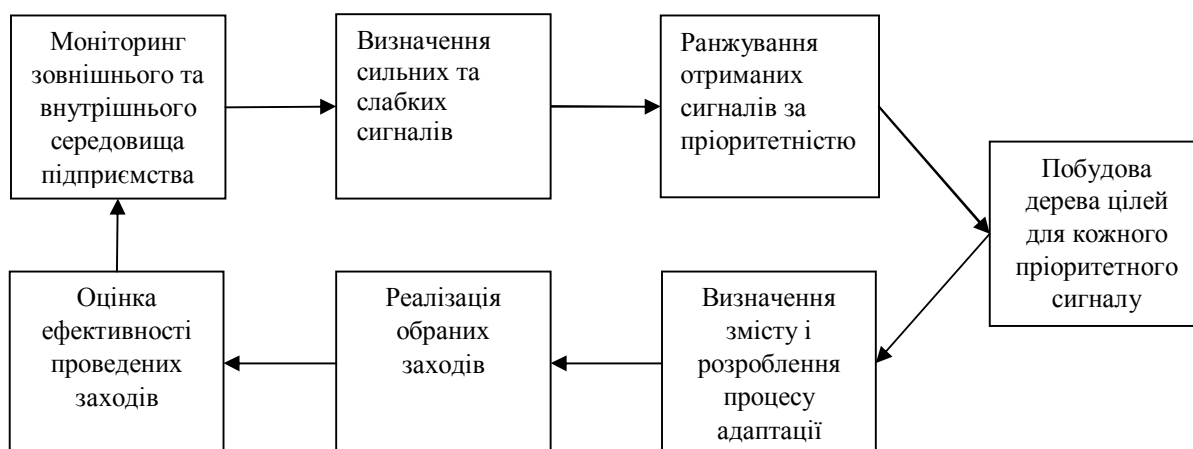 Моніторинг
зовнішнього та
внутрішнього
середовища
підприємства
Визначення
сильних та
слабких
сигналів
Ранжування
отриманих
сигналів за
пріоритетністю
Побудова
дерева цілей
для кожного
пріоритетного
сигналу
Визначення
змісту і
розроблення
процесу
адаптації
Реалізація
обраних
заходів
Оцінка
ефективності
проведених
заходів